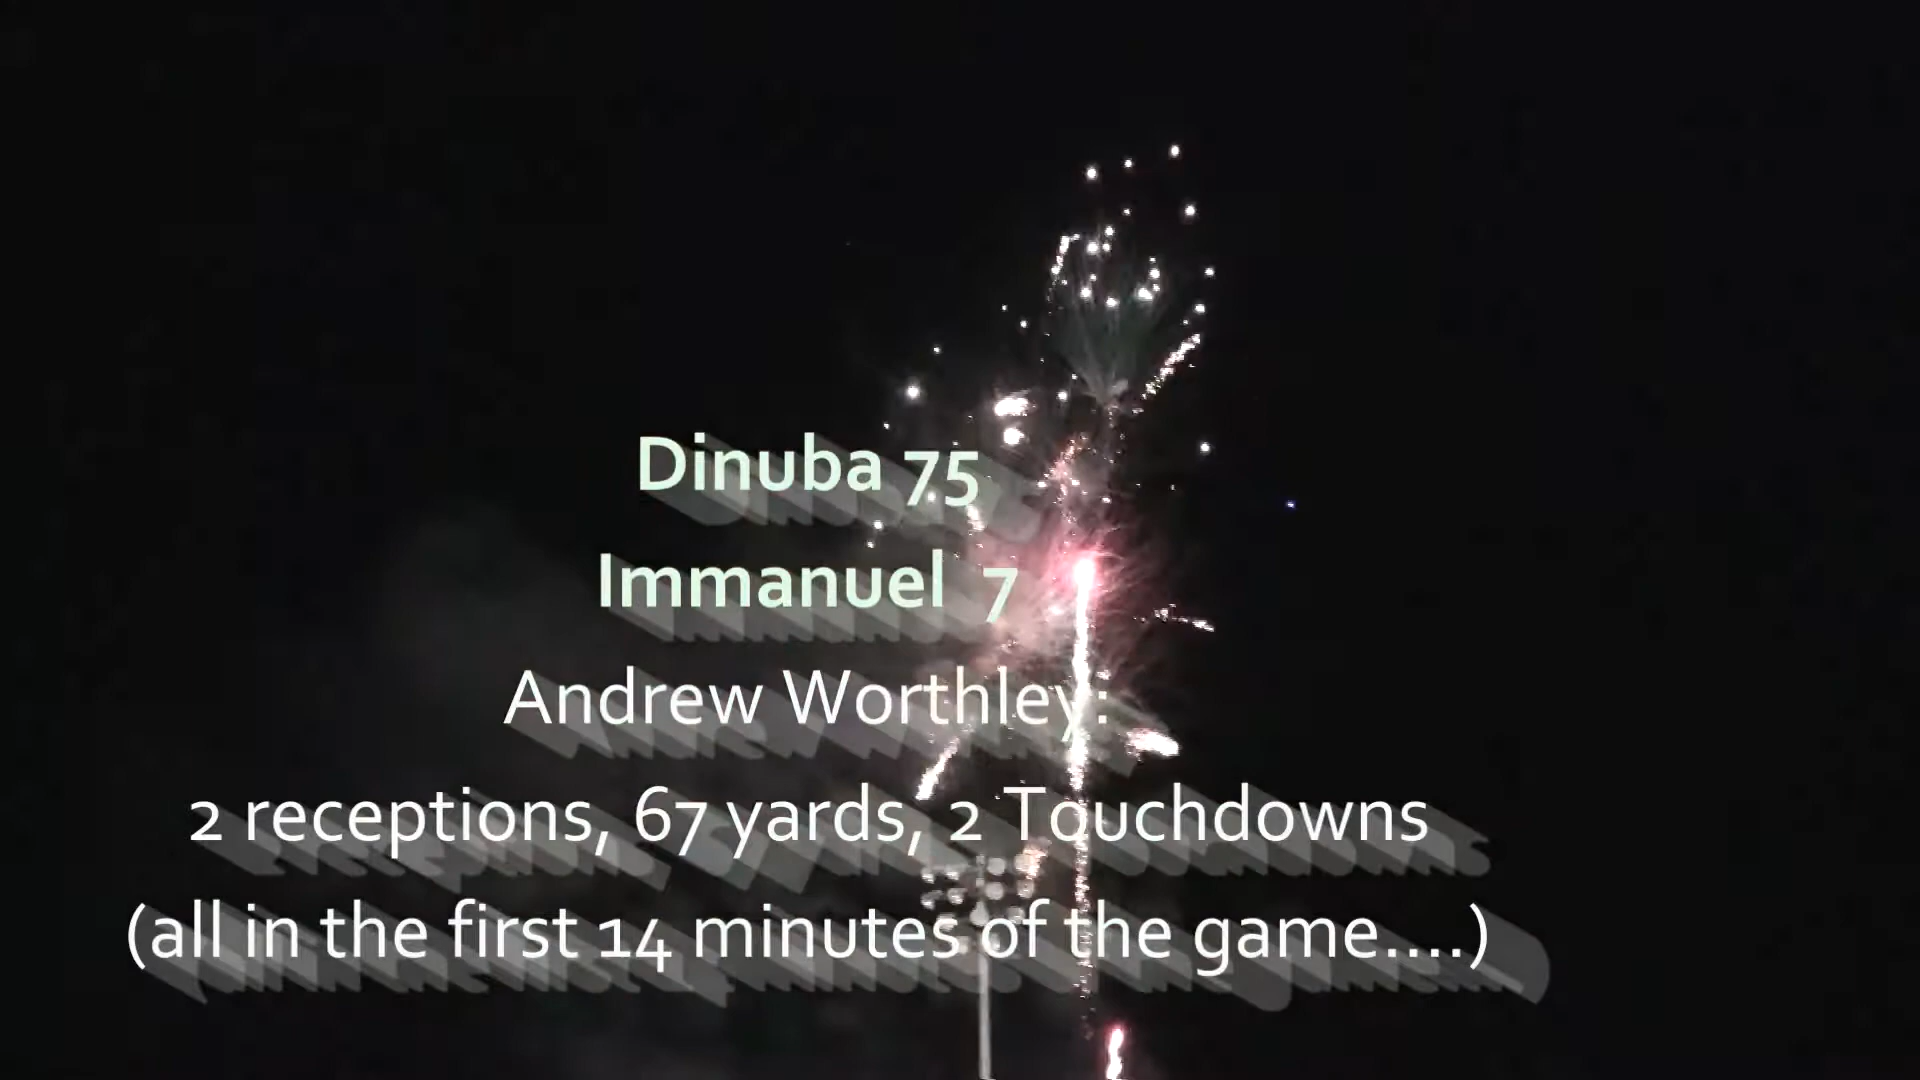 Dinuba 75
Immanuel 7
Andrew Worthley:
2 receptions, 67 yards, 2 Touchdowns
(all in the first 14 minutes of the game....)